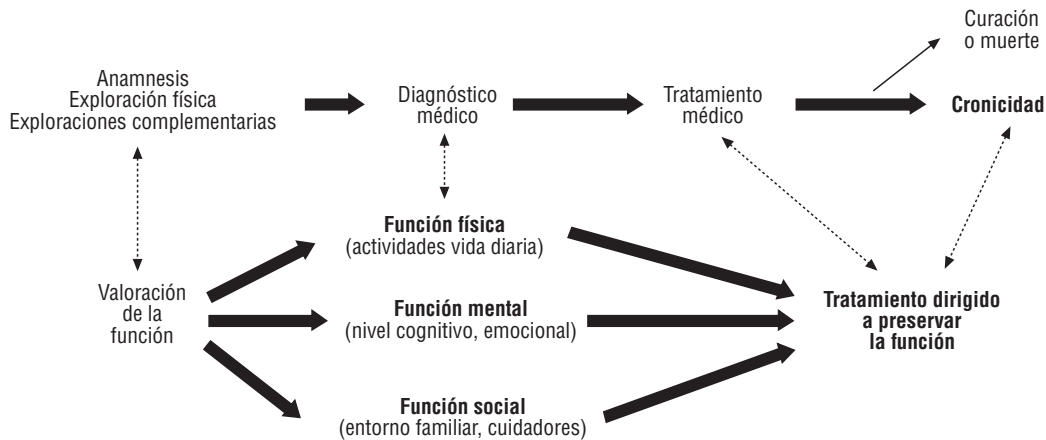 Curación
o muerte
Anamnesis
Exploración física
Exploraciones complementarias
Diagnóstico
médico
Tratamiento
médico
Cronicidad
Función física
(actividades vida diaria)
Valoración
de la
función
Función mental
(nivel cognitivo, emocional)
Tratamiento dirigido
a preservar
la función
Función social
(entorno familiar, cuidadores)